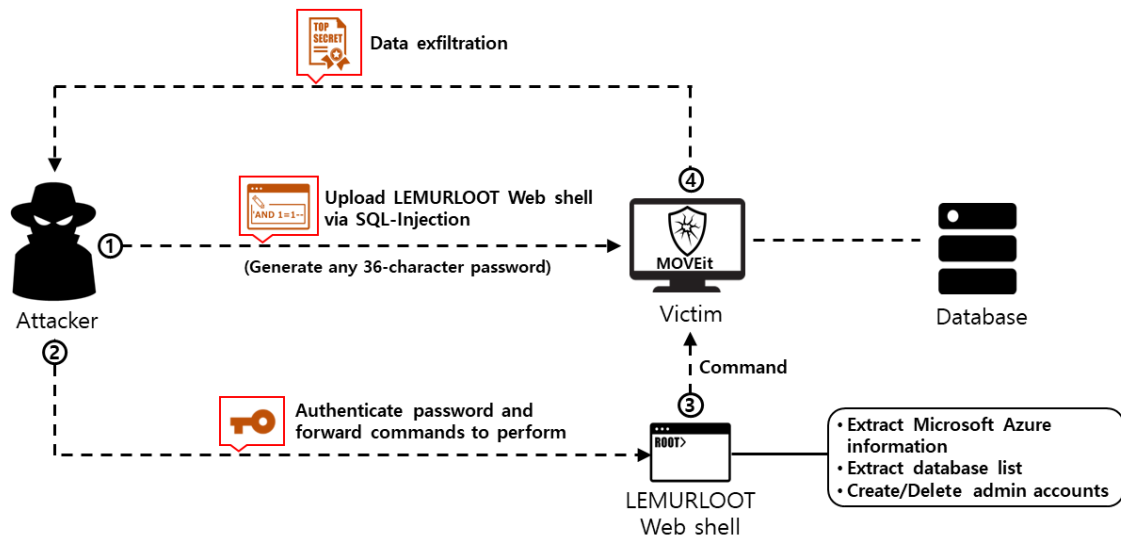 TOP
SECRET
Data exfiltration
'AND 1=1--
Upload LEMURLOOT Web shell
via SQL-Injection
④
①
(Generate any 36-character password)
MOVEit
Attacker
Victim
Database
②
Command
Authenticate password and
forward commands to perform
③
ROOT>
• Extract Microsoft Azure
information
• Extract database list
• Create/Delete admin accounts
LEMURLOOT
Web shell